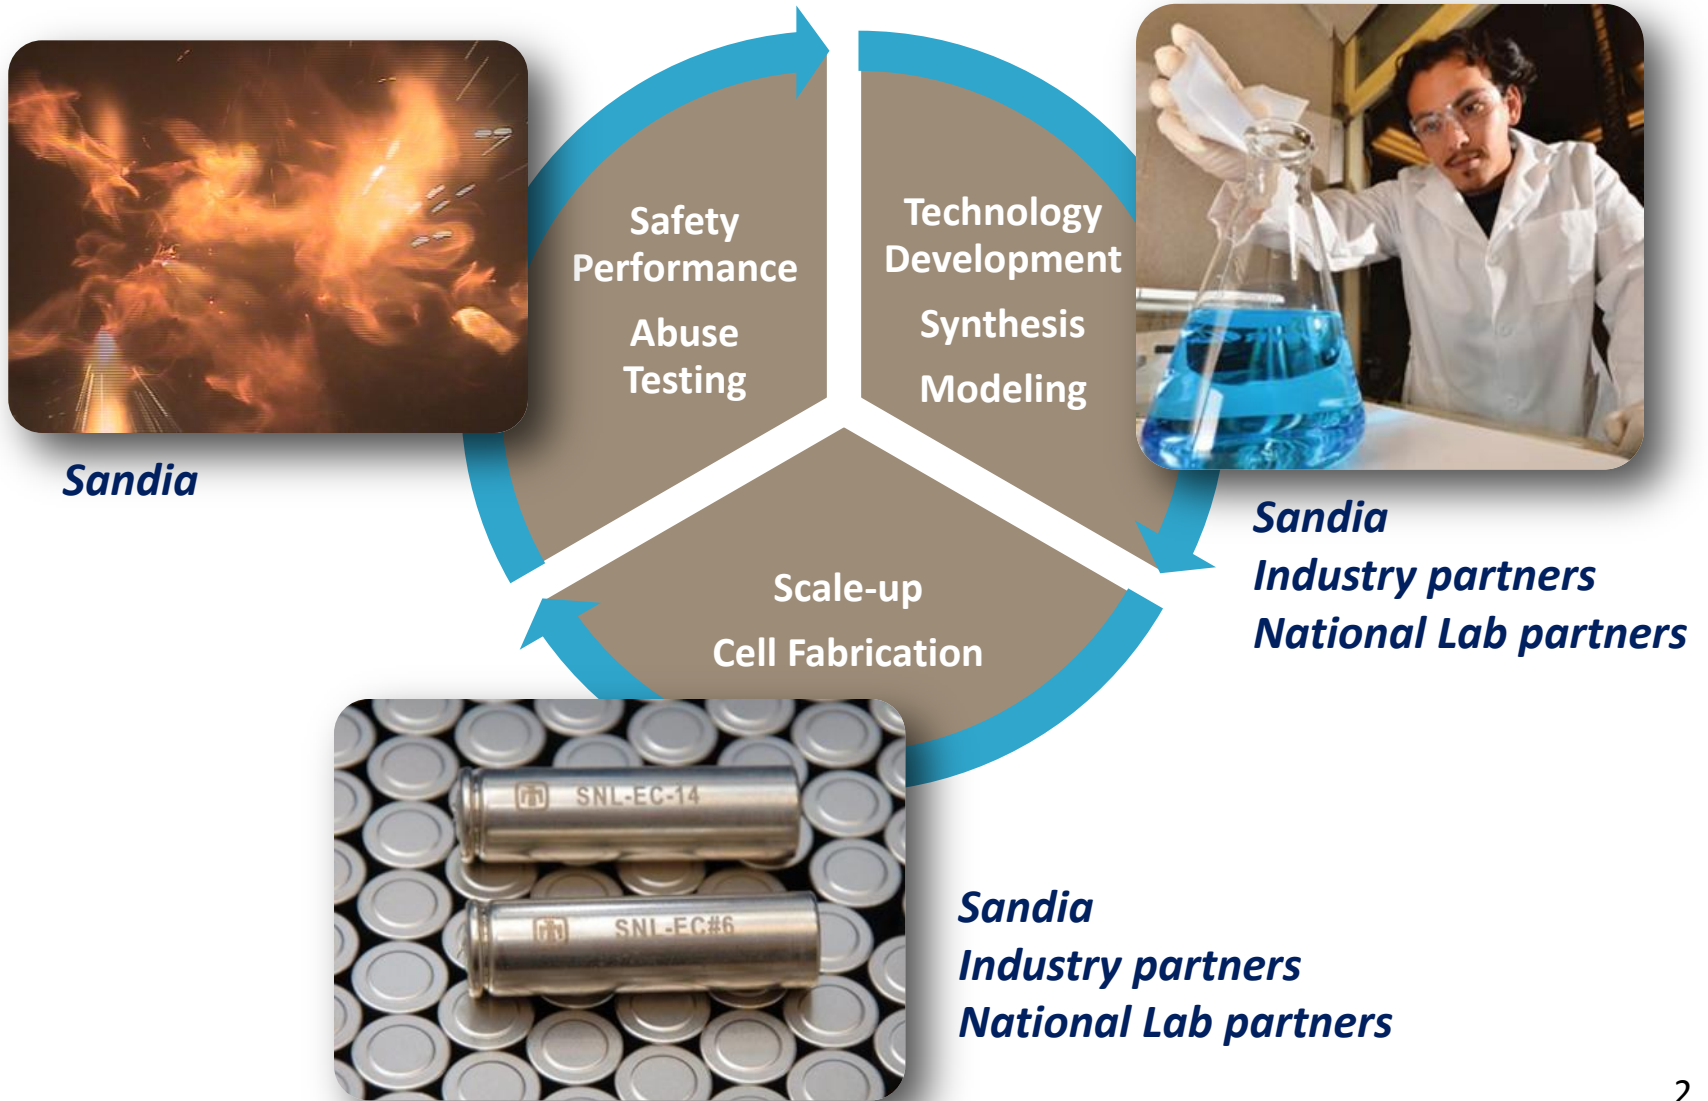 Safety
Performance
Abuse
Testing
Technology
Development
Synthesis
Modeling
Sandia
Sandia
Industry partners
National Lab partners
Scale-up
Cell Fabrication
SNL-EC-14
SNL-EC#6
Sandia
Industry partners
National Lab partners
2